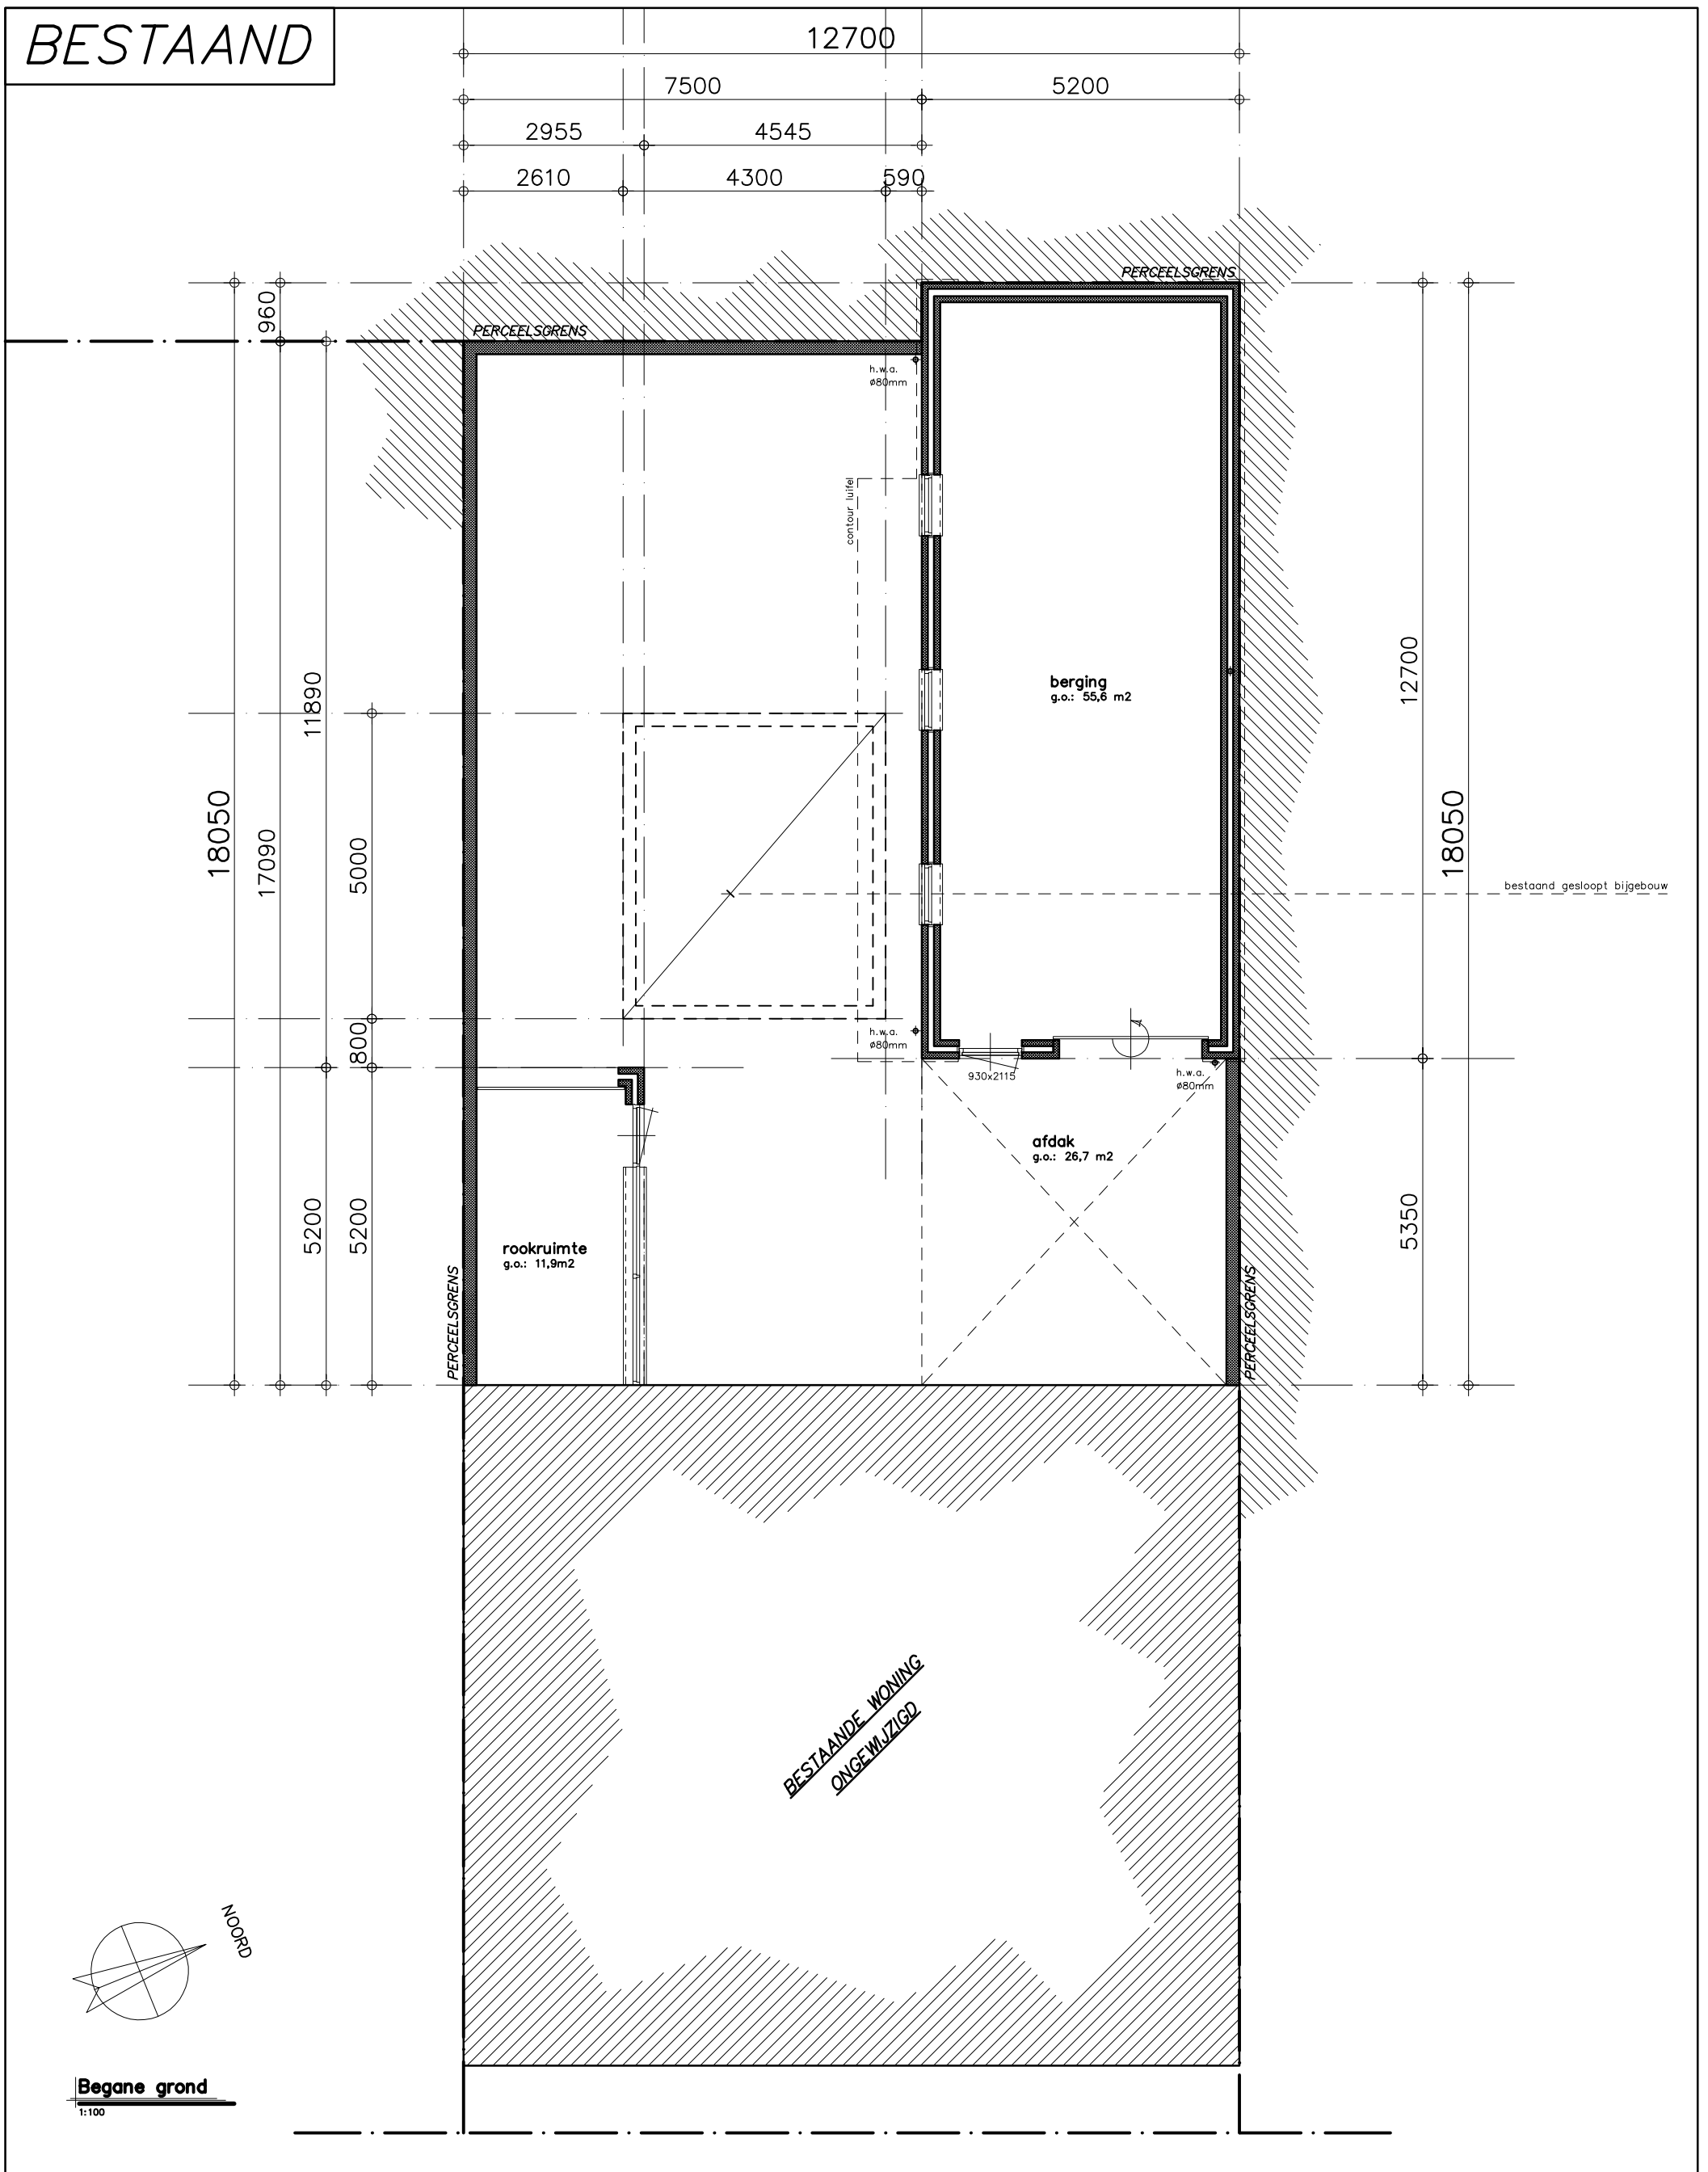 BESTAAND
12700
7500 5200
2955 4545
2610 4300 590
PERCEELSGRENS
960
PERCEELSGRENS
h.w.a.
ø80mm
contour luifel
berging
g.o.: 55,6 m2
12700
11890
18050
17090
5000
18050
bestaand gesloopt bijgebouw
800
h.w.a.
ø80mm
930x2115
h.w.a.
ø80mm
afdak
g.o.: 26,7 m2
5200
5200
5350
rookruimte
g.o.: 11,9m2
PERCEELSGRENS
PERCEELSGRENS
BESTAANDE WONING
ONGEWIJZIGD
NOORD
Begane grond
1:100